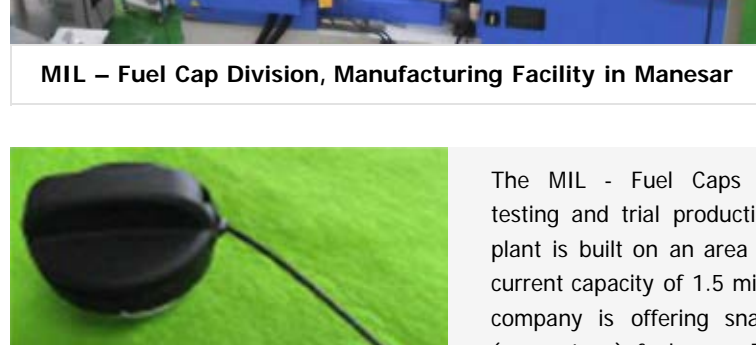 MIL – Fuel Cap Division, Manufacturing Facility in Manesar
The MIL - Fuel Caps
testing and trial producti
plant is built on an area
current capacity of 1.5 mi
company is offering sna